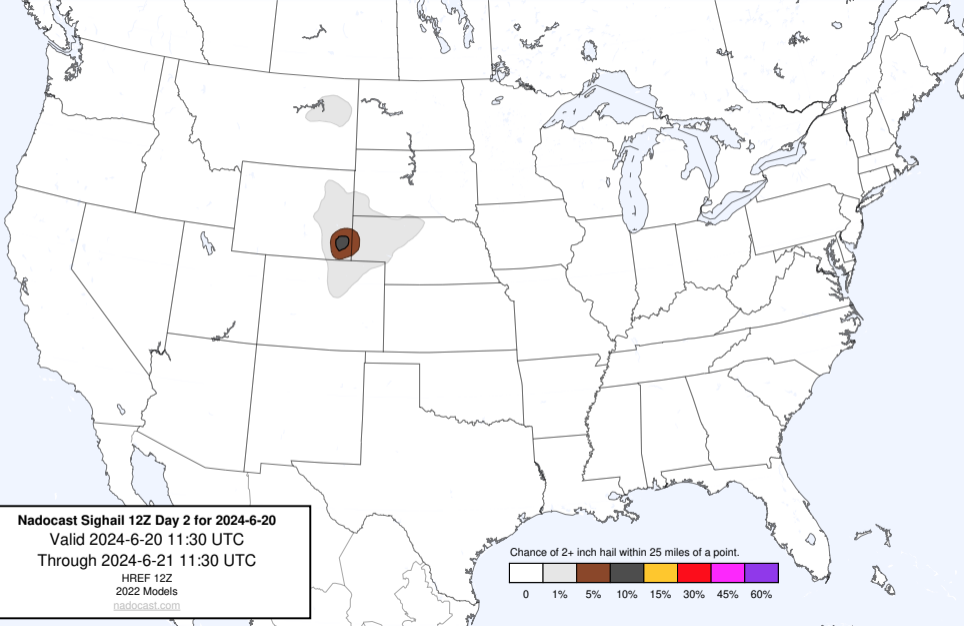 Nadocast Sighail 12Z Day 2 for 2024-6-20
Valid 2024-6-20 11:30 UTC
Through 2024-6-21 11:30 UTC
HREF 12Z
2022 Models
nadocast.com
Chance of 2+ inch hail within 25 miles of a point.
0 1% 5% 10% 15% 30% 45% 60%